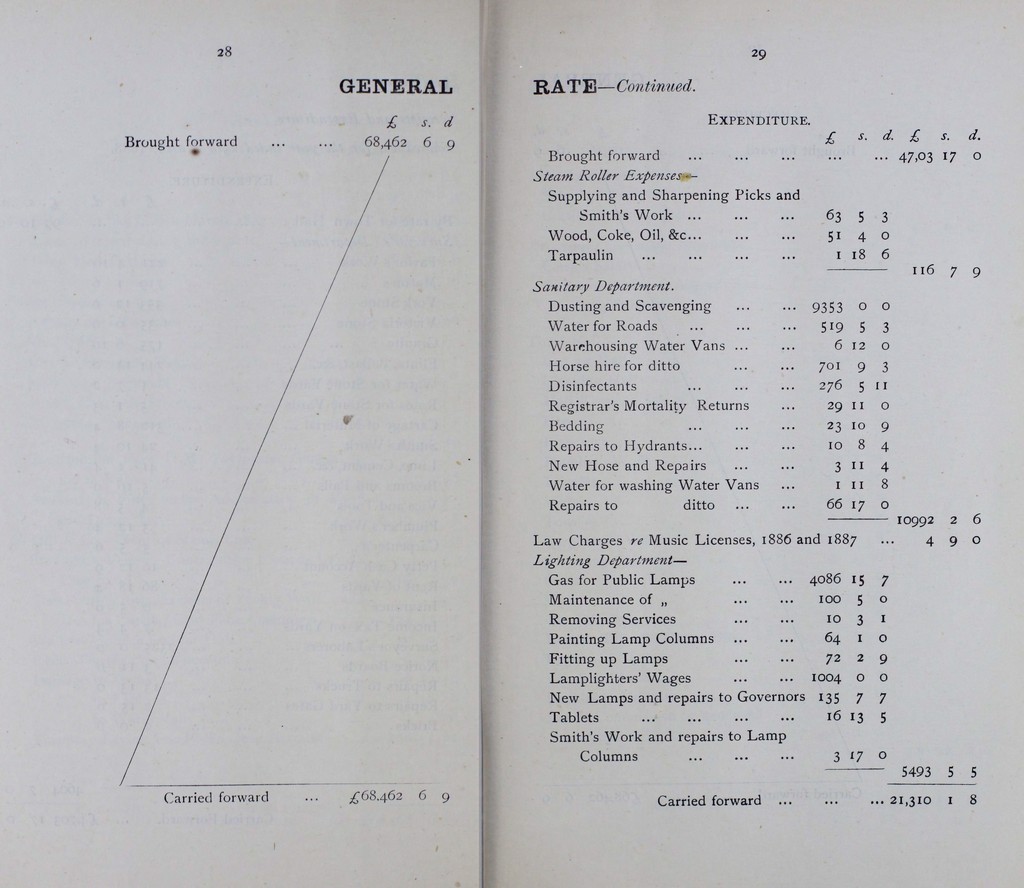 28
GENERAL
£ s. d
Brought forward ... ... 68,462 6 9
Carried forward ... £68.462 6 9
29
RATE—Continued.
EXPENDITURE.
£ s. d. £ s. d.
Brought forward ... ... ... ... ... 47,03 17 0
Steam Roller Expenses—
Supplying and Sharpening Picks and
Smith's Work ... ... ... 63 5 3
Wood, Coke, Oil, &c... ... ... 51 4 0
Tarpaulin ... ... ... ... 1 18 6
116 7 9
Sanitary Department.
Dusting and Scavenging ... ... 9353 0 0
Water for Roads ... ... ... 519 5 3
Warehousing Water Vans ... ... 6 12 0
Horse hire for ditto ... ... 701 9 3
Disinfectants ... ... ... 276 5 11
Registrar's Mortality Returns ... 29 11 0
Bedding ... ... ... 23 10 9
Repairs to Hydrants... ... ... 10 8 4
New Hose and Repairs ... ... 3 11 4
Water for washing Water Vans ... 1 11 8
Repairs to ditto ... ... 66 17 0
10992 2 6
Law Charges re Music Licenses, 1886 and 1887 ... 4 9 0
Lighting Department—
Gas for Public Lamps ... ... 4086 15 7
Maintenance of „ ... ... 100 5 0
Removing Services ... ... 10 3 1
Painting Lamp Columns ... ... 64 1 0
Fitting up Lamps ... ... 72 2 9
Lamplighters' Wages ... ... 1004 0 0
New Lamps and repairs to Governors 135 7 7
Tablets ... ... ... ... 16 13 5
Smith's Work and repairs to Lamp
Columns ... ... ... 3 17 0
5493 5 5
Carried forward ... ... ... 21,310 1 8